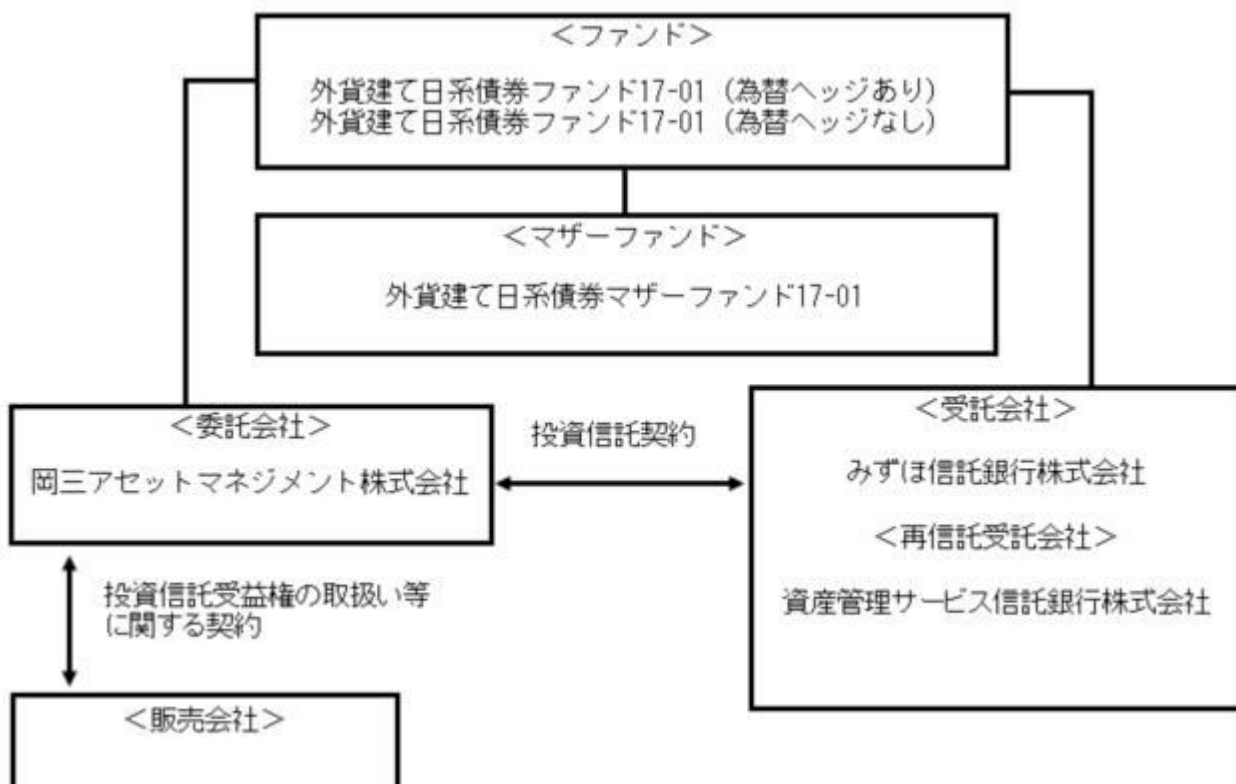 ＜ファンド＞
外貨建て日系債券ファンド17-01（為替ヘッジあり）
外貨建て日系債券ファンド17-01（為替ヘッジなし）
＜マザーファンド＞
外貨建て日系債券マザーファンド17-01
＜委託会社＞
岡三アセットマネジメント株式会社
投資信託契約
＜受託会社＞
みずほ信託銀行株式会社
＜再信託受託会社＞
資産管理サービス信託銀行株式会社
投資信託受益権の取扱い等
に関する契約
＜販売会社＞